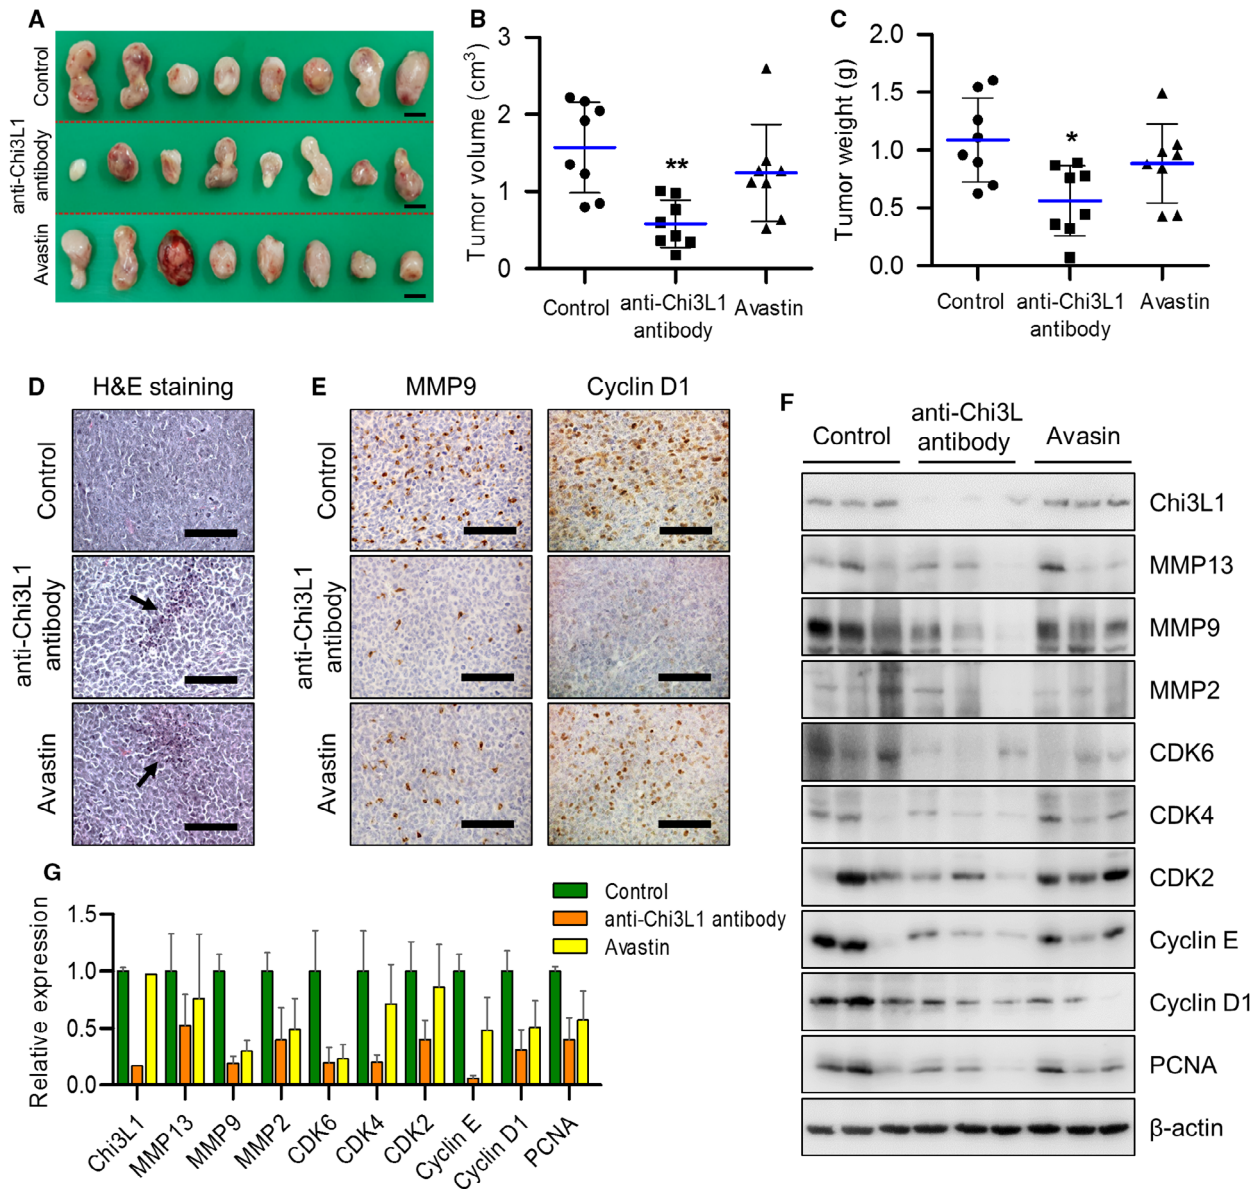 A
Control
anti-Chi3L1
antibody
Avastin
B
Tumor volume (cm3)
3
2
1
0
**
Control
anti-Chi3L1
antibody
Avastin
C
Tumor weight (g)
2.0
1.5
1.0
0.5
0.0
*
Control
anti-Chi3L1
antibody
Avastin
D
H&E staining
Control
anti-Chi3L1
antibody
Avastin
E
MMP9
Cyclin D1
Control
anti-Chi3L1
antibody
Avastin
F
Control
anti-Chi3L
antibody
Avasin
Chi3L1
MMP13
MMP9
MMP2
CDK6
CDK4
CDK2
Cyclin E
Cyclin D1
PCNA
β-actin
G
Control
anti-Chi3L1 antibody
Avastin
Relative expression
1.5
1.0
0.5
0.0
Chi3L1
MMP13
MMP9
MMP2
CDK6
CDK4
CDK2
Cyclin E
Cyclin D1
PCNA